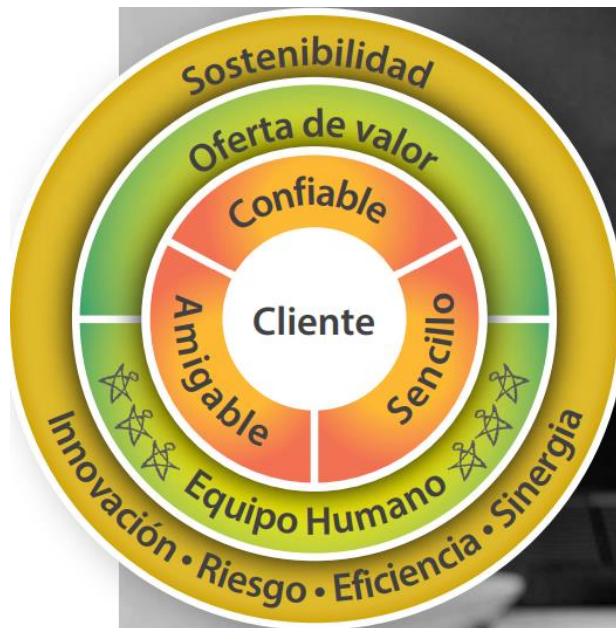 Sostenibilidad
Oferta de valor
Confiable
Amigable
Cliente
Sencillo
Equipo Humano
Innovación • Riesgo • Eficiencia • Sinergia